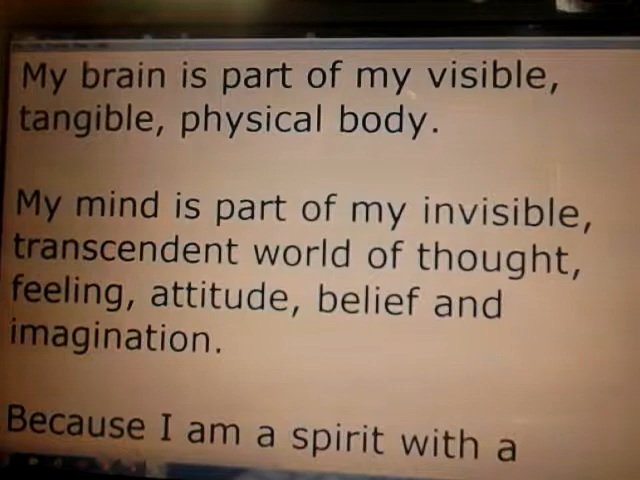 My brain is part of my visible,
tangible, physical body.
My mind is part of my invisible,
transcendent world of thought,
feeling, attitude, belief and
imagination.
Because I am a spirit with a